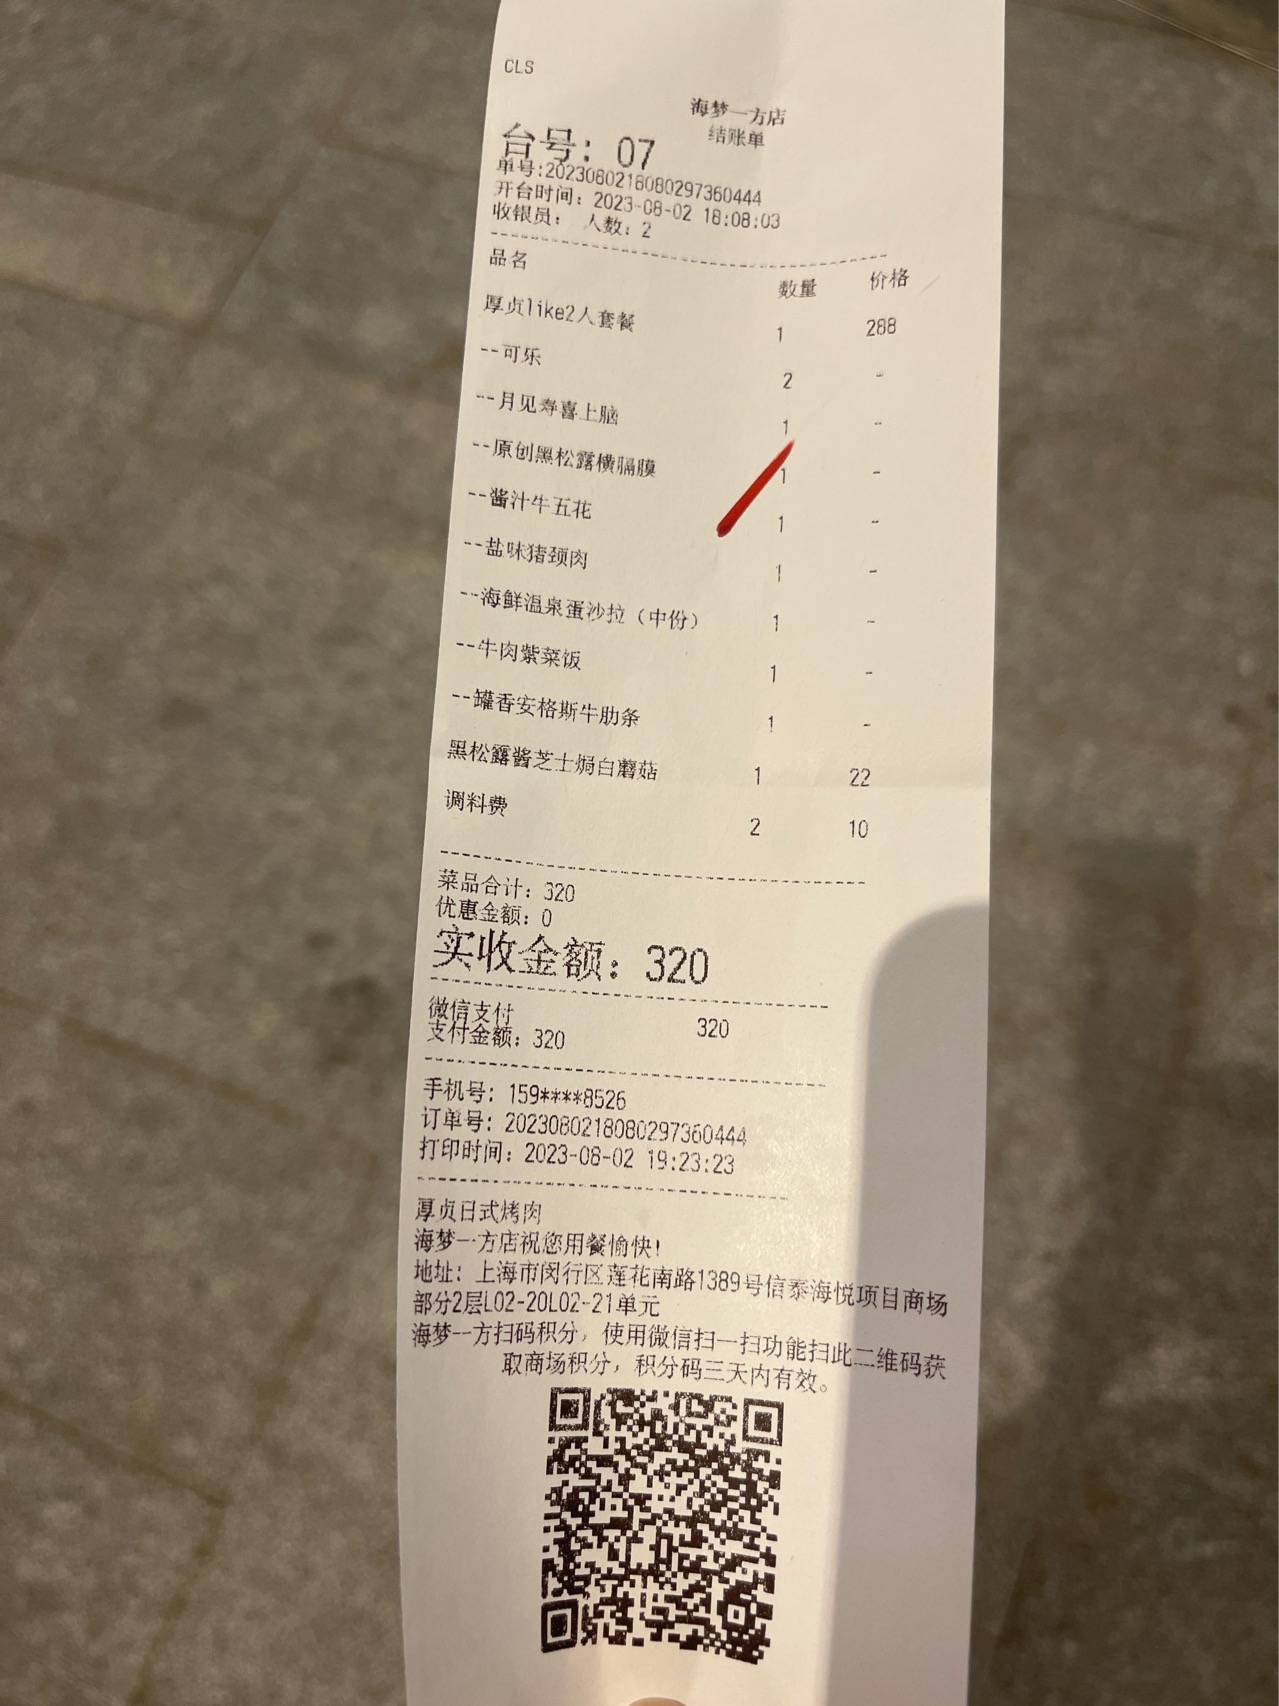 CLS
海梦一方店
结账单
台号：07
单号:2023080218080297360444
开台时间：2023-08-02 18:08:03
收银员： 人数：2
品名 数量 价格
厚贞like2人套餐 1 288
--可乐 2 -
--月见寿喜上脑 1 -
--原创黑松露横膈膜 1 -
--酱汁牛五花 1 -
--盐味猪颈肉 1 -
--海鲜温泉蛋沙拉（中份） 1 -
--牛肉紫菜饭 1 -
--罐香安格斯牛肋条 1 -
黑松露酱芝士焗白蘑菇 1 22
调料费 2 10
菜品合计：320
优惠金额：0
实收金额：320
微信支付 320
支付金额：320
手机号：159****8526
订单号：2023080218080297360444
打印时间：2023-08-02 19:23:23
厚贞日式烤肉
海梦一方店祝您用餐愉快！
地址：上海市闵行区莲花南路1389号信泰海悦项目商场
部分2层L02-20L02-21单元
海梦一方扫码积分，使用微信扫一扫功能扫此二维码获
取商场积分，积分码三天内有效。